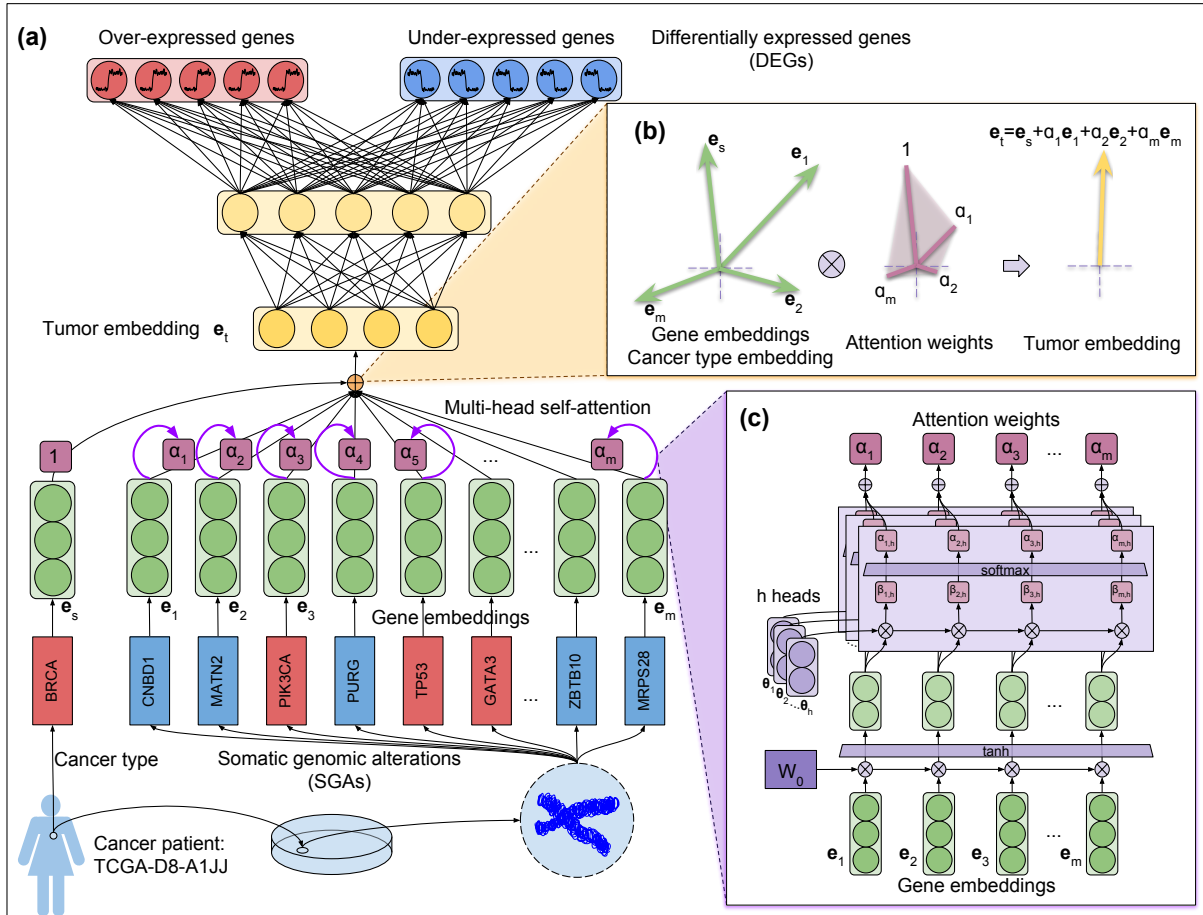 (a)
Over-expressed genes
Under-expressed genes
Differentially expressed genes
(DEGs)
Tumor embedding e_t
Multi-head self-attention
1
α_1
α_2
α_3
α_4
α_5
...
α_m
...
e_s
e_1
e_2
e_3
e_m
Gene embeddings
BRCA
CNBD1
MATN2
PIK3CA
PURG
TP53
GATA3
...
ZBTB10
MRPS28
Cancer type
Somatic genomic alterations
(SGAs)
Cancer patient:
TCGA-D8-A1JJ
(b)
e_s
e_1
e_2
e_m
Gene embeddings
Cancer type embedding
1
α_1
α_2
α_m
Attention weights
e_t=e_s+α_1e_1+α_2e_2+α_me_m
Tumor embedding
(c)
Attention weights
α_1
α_2
α_3
...
α_m
α_1,h
α_2,h
α_3,h
α_m,h
softmax
β_1,h
β_2,h
β_3,h
β_m,h
h heads
θ_1
θ_2
...θ_h
...
tanh
W_0
e_1
e_2
e_3
...
e_m
Gene embeddings